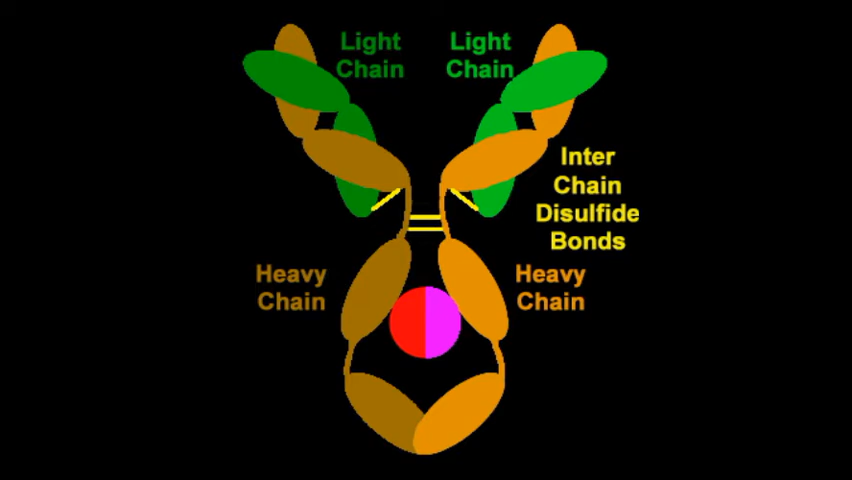 Light
Chain
Light
Chain
Inter
Chain
Disulfide
Bonds
Heavy
Chain
Heavy
Chain